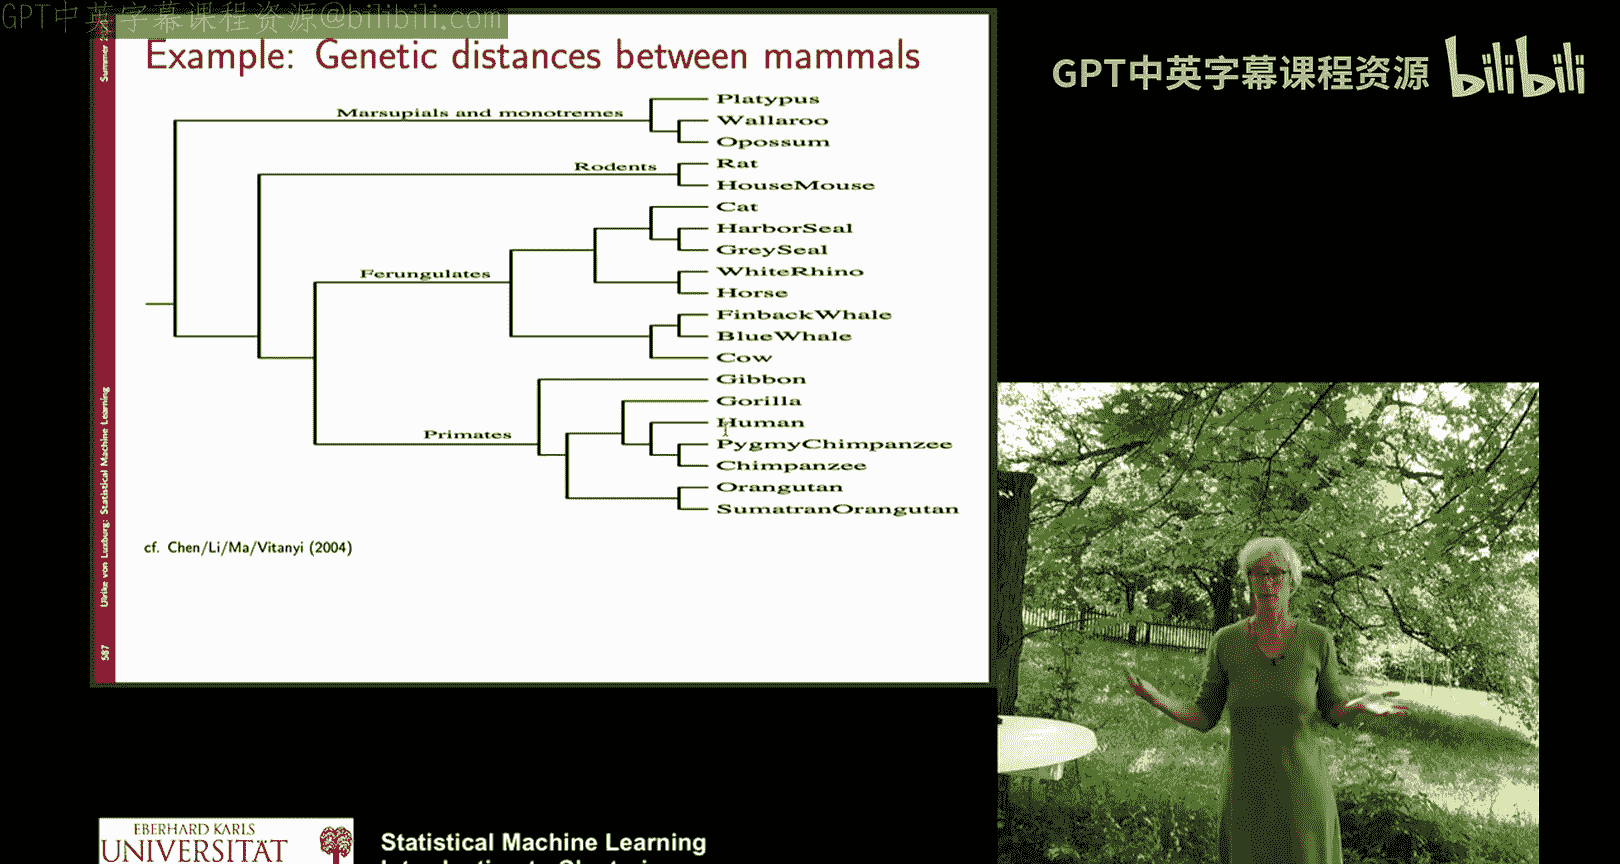 GPT中英字幕课程资源@bilibili.com
GPT中英字幕课程资源 bilibili
Example: Genetic distances between mammals
Marsupials and monotremes
Platypus
Wallaroo
Opossum
Rodents
Rat
HouseMouse
Cat
HarborSeal
GreySeal
Ferungulates
WhiteRhino
Horse
FinbackWhale
BlueWhale
Cow
Gibbon
Gorilla
Human
Primates
PygmyChimpanzee
Chimpanzee
Orangutan
SumatranOrangutan
cf. Chen/Li/Ma/Vitanyi (2004)
Summer
Ulrike von Luxburg: Statistical Machine Learning
587
EBERHARD KARLS
UNIVERSITÄT
Statistical Machine Learning